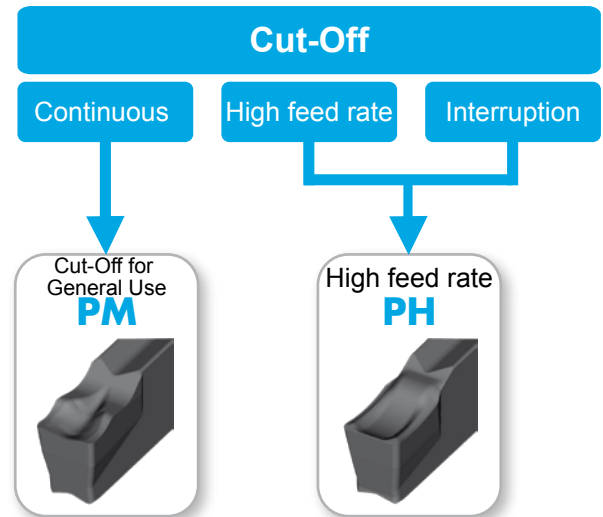 Cut-Off
Continuous
High feed rate
Interruption
Cut-Off for
General Use
PM
High feed rate
PH